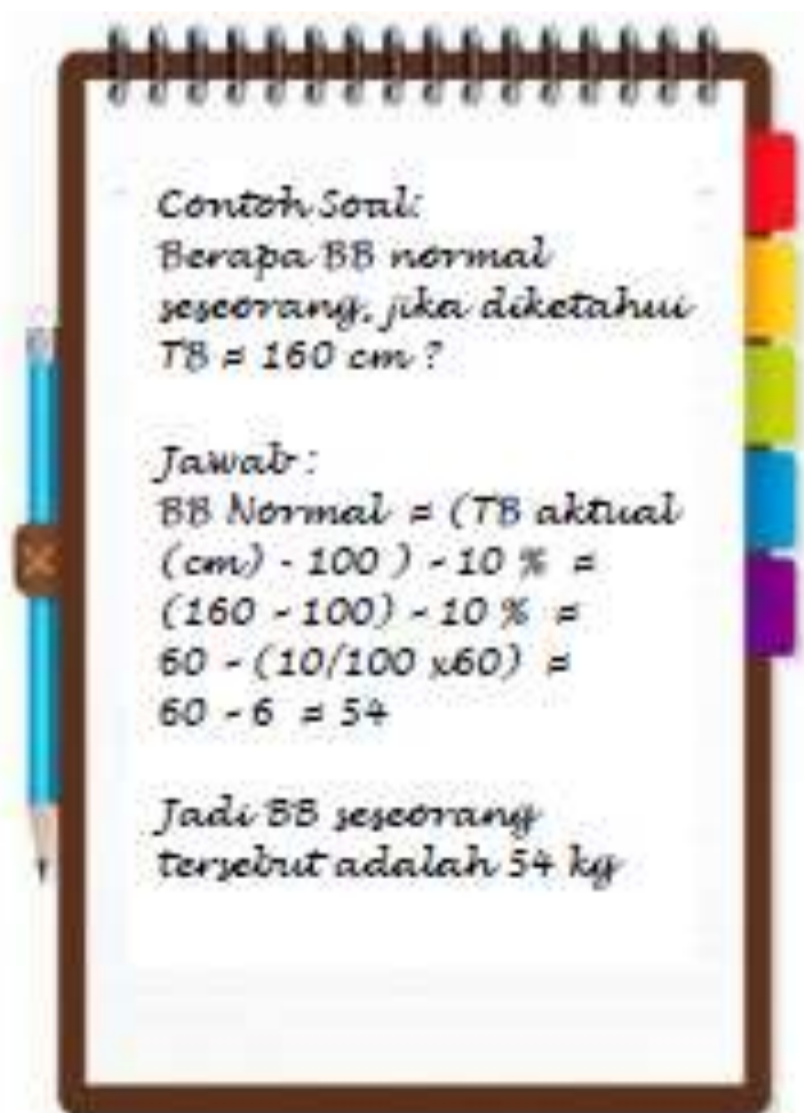 Contoh Soal:
Berapa BB normal
seseorang, jika diketahui
TB = 160 cm ?
Jawab :
BB Normal = (TB aktual
(cm) - 100 ) - 10 % =
(160 - 100) - 10 % =
60 - (10/100 x60) =
60 - 6 = 54
Jadi BB seseorang
tersebut adalah 54 kg